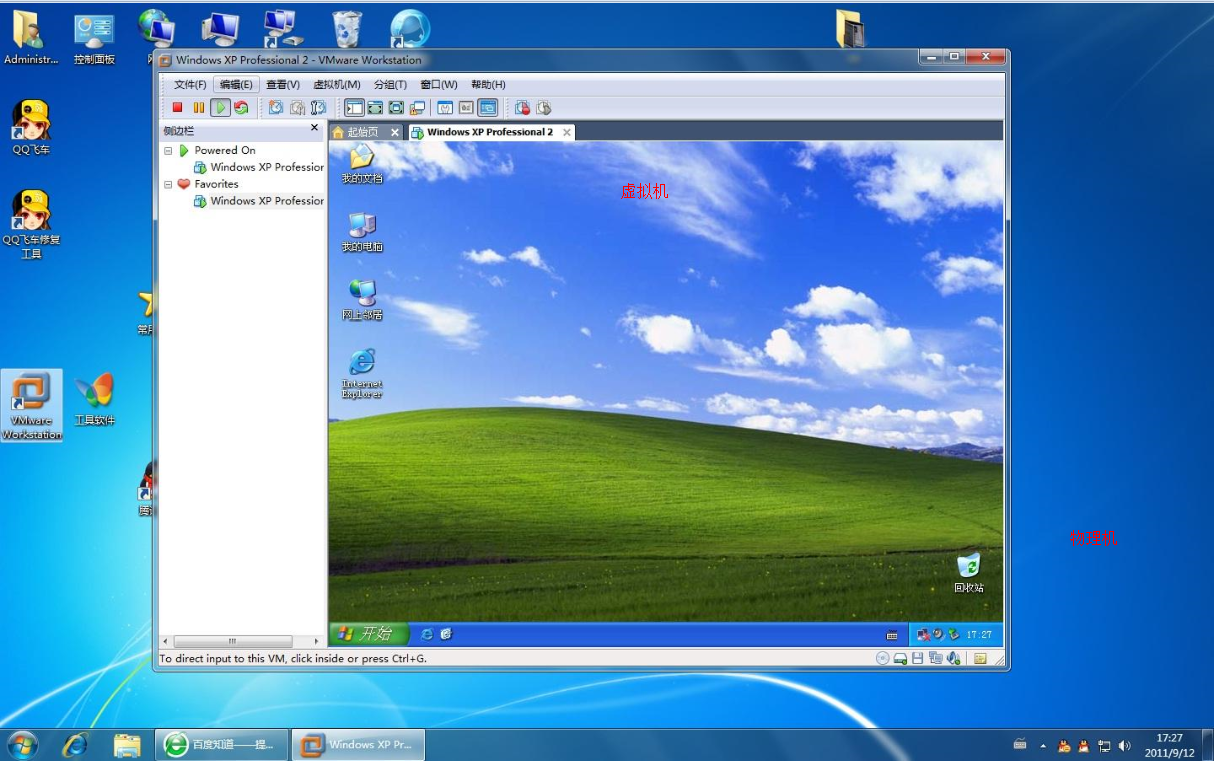 Administr...
控制面板
Windows XP Professional 2 - VMware Workstation
文件(F) 编辑(E) 查看(V) 虚拟机(M) 分组(T) 窗口(W) 帮助(H)
侧边栏
起始页
Windows XP Professional 2
Powered On
Windows XP Professior
Favorites
Windows XP Professior
QQ飞车
QQ飞车修复
工具
VMware
Workstation
工具软件
我的文档
虚拟机
我的电脑
网上邻居
Internet
Explorer
回收站
开始
17:27
To direct input to this VM, click inside or press Ctrl+G.
百度知道——提...
Windows XP Pr...
17:27
2011/9/12